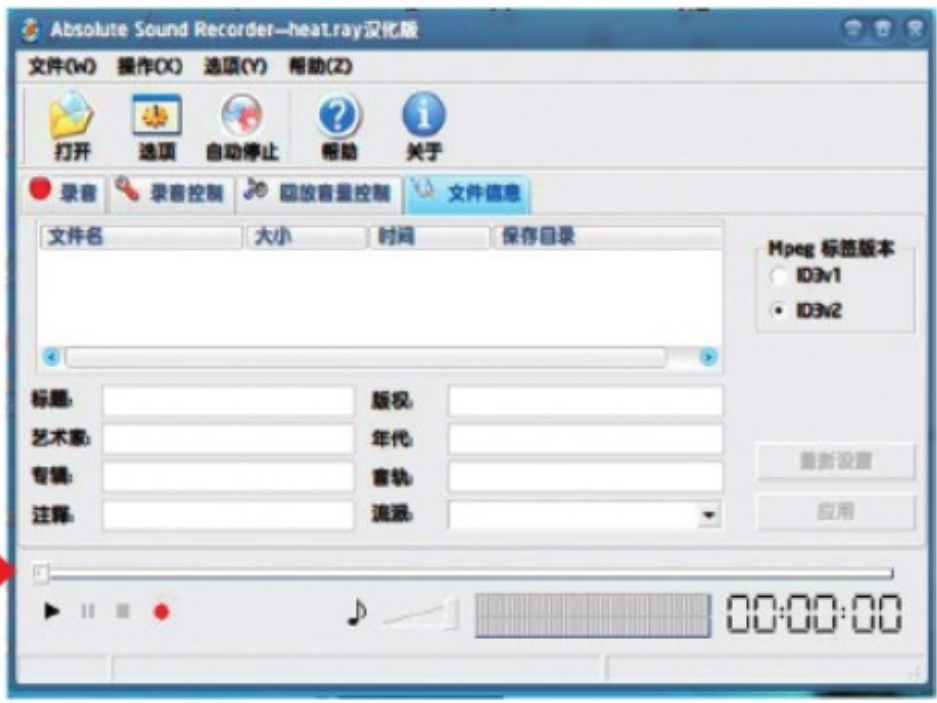 Absolute Sound Recorder—heat.ray汉化版
文件(W) 操作(X) 选项(Y) 帮助(Z)
打开 选项 自动停止 帮助 关于
录音 录音控制 回放音量控制 文件信息
文件名 大小 时间 保存目录
Mpeg 标签版本
ID3v1
ID3v2
标题: 版权:
艺术家: 年代:
专辑: 音轨:
注释: 流派:
重新设置
应用
00:00:00